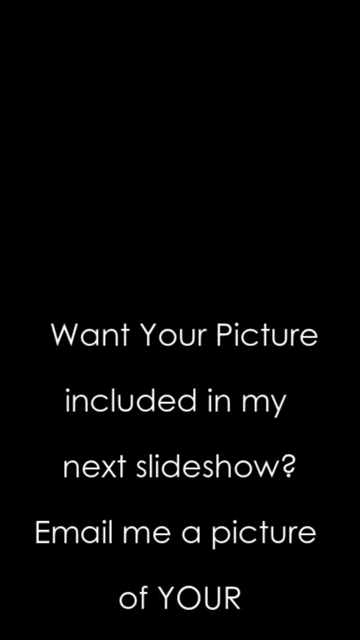 Want Your Picture
included in my
next slideshow?
Email me a picture
of YOUR